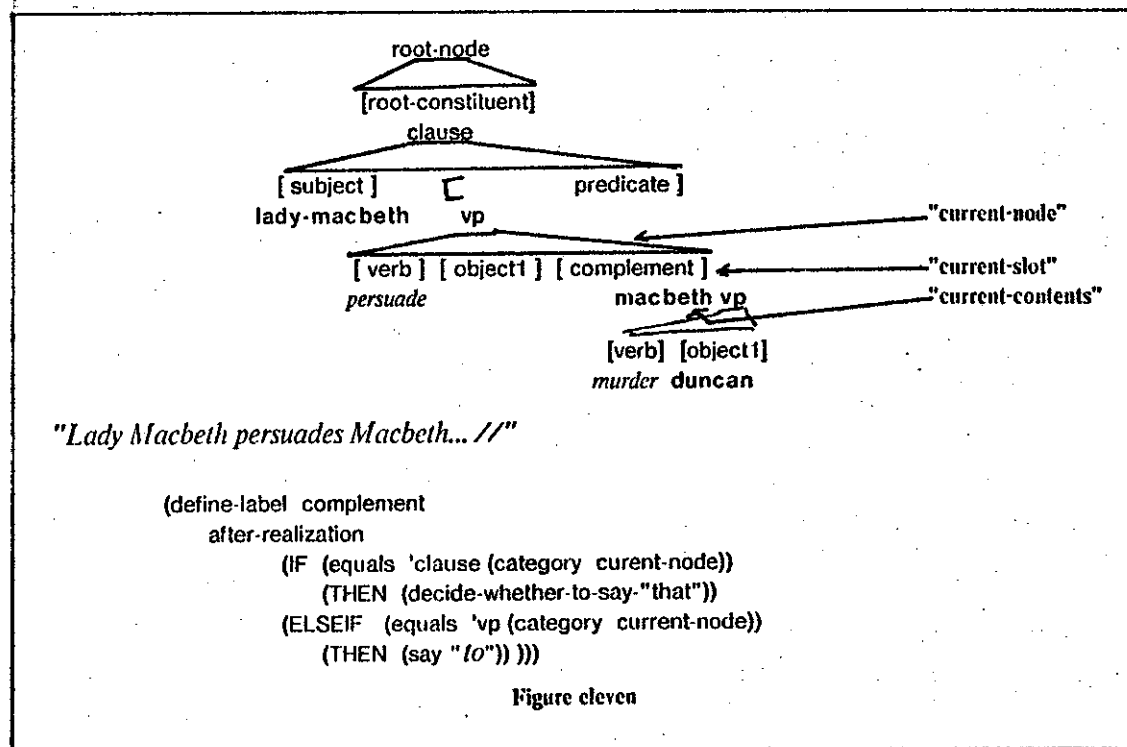 root-node
[root-constituent]
clause
[ subject ] [ predicate ]
lady-macbeth vp "current-node"
[ verb ] [ object1 ] [ complement ] "current-slot"
persuade macbeth vp "current-contents"
[verb] [object1]
murder duncan
"Lady Macbeth persuades Macbeth... //"
(define-label complement
after-realization
(IF (equals 'clause (category curent-node))
(THEN (decide-whether-to-say-"that"))
(ELSEIF (equals 'vp (category current-node))
(THEN (say "to")) )))
Figure eleven